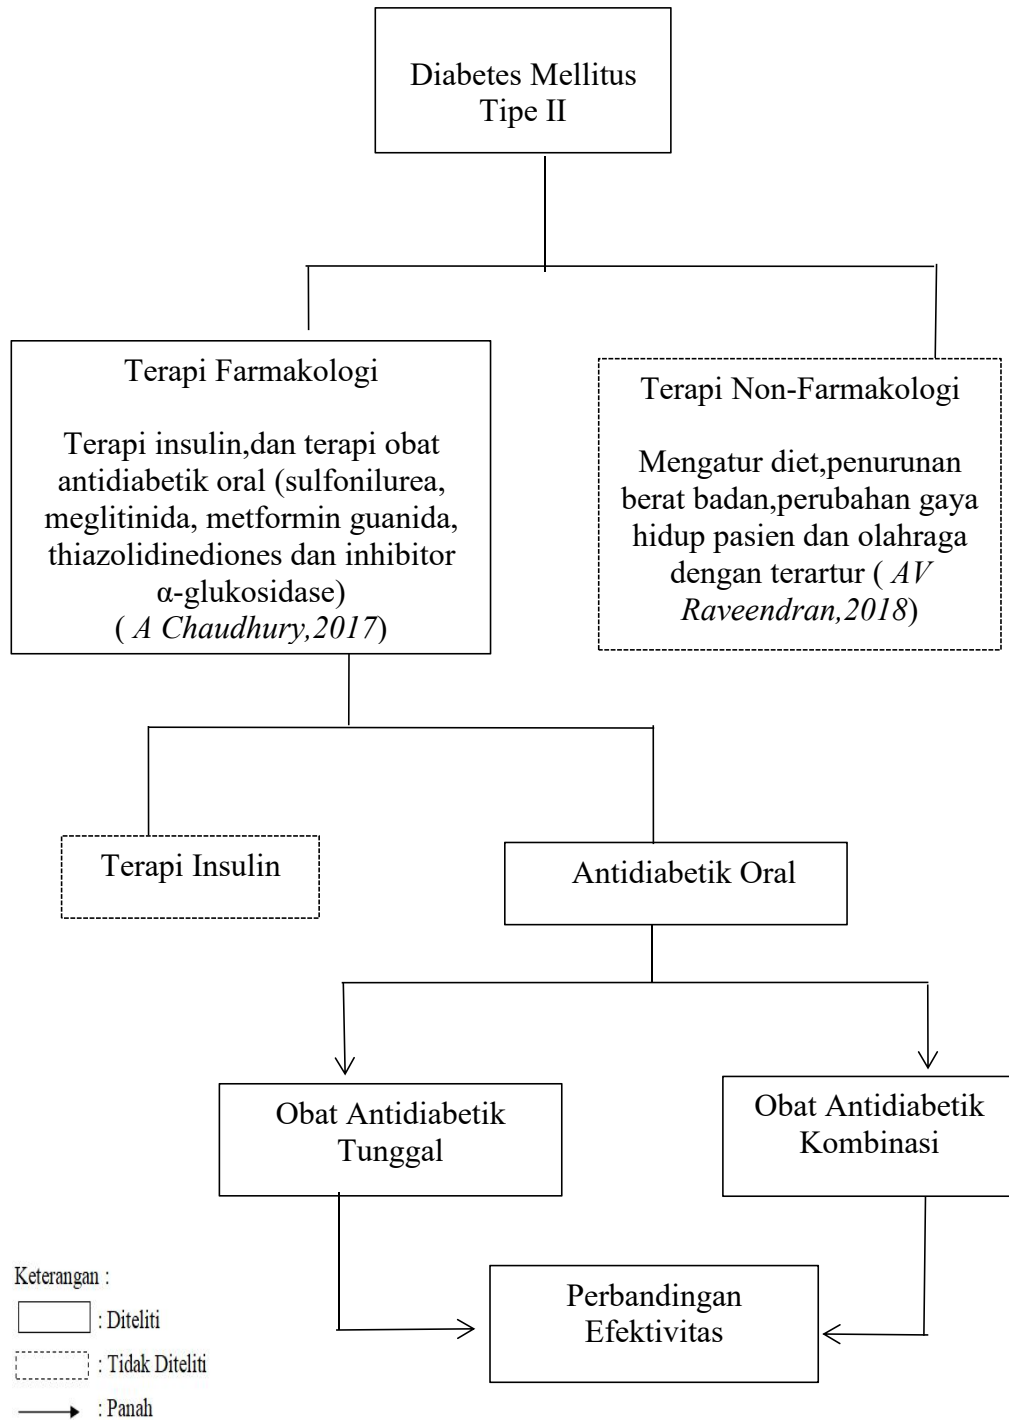 Diabetes Mellitus
Tipe II
Terapi Farmakologi
Terapi insulin,dan terapi obat
antidiabetik oral (sulfonilurea,
meglitinida, metformin guanida,
thiazolidinediones dan inhibitor
α-glukosidase)
( A Chaudhury,2017)
Terapi Non-Farmakologi
Mengatur diet,penurunan
berat badan,perubahan gaya
hidup pasien dan olahraga
dengan terartur ( AV
Raveendran,2018)
Terapi Insulin
Antidiabetik Oral
Obat Antidiabetik
Tunggal
Obat Antidiabetik
Kombinasi
Perbandingan
Efektivitas
Keterangan :
: Diteliti
: Tidak Diteliti
: Panah